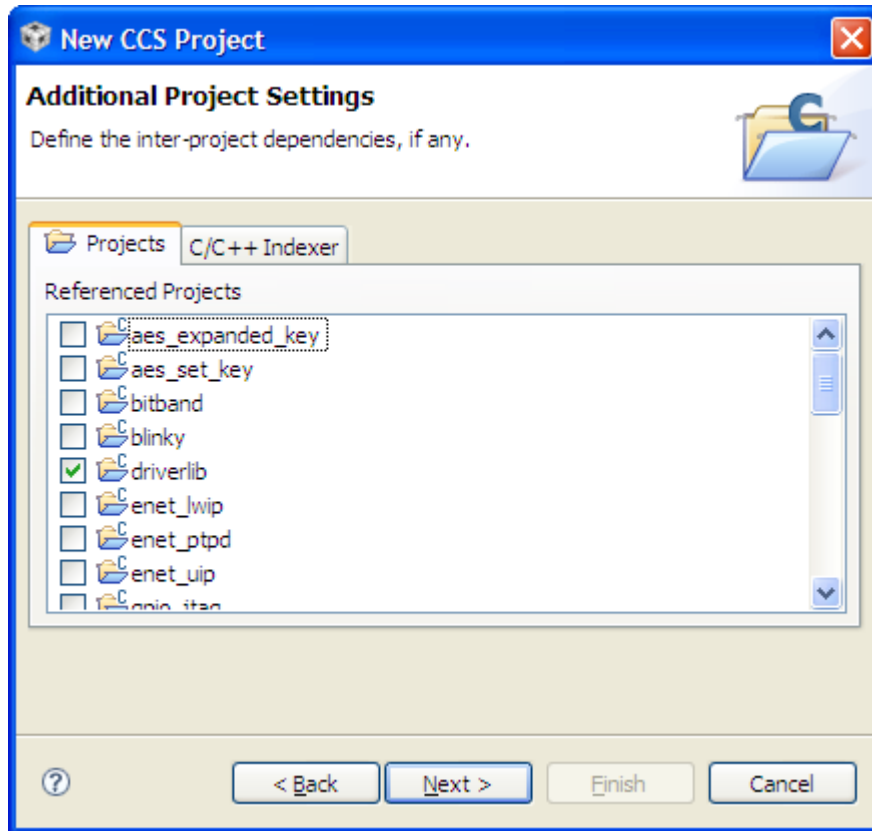 New CCS Project
Additional Project Settings
Define the inter-project dependencies, if any.
Projects
C/C++ Indexer
Referenced Projects
aes_expanded_key
aes_set_key
bitband
blinky
driverlib
enet_lwip
enet_ptpd
enet_uip
gpio_jtag
< Back
Next >
Finish
Cancel